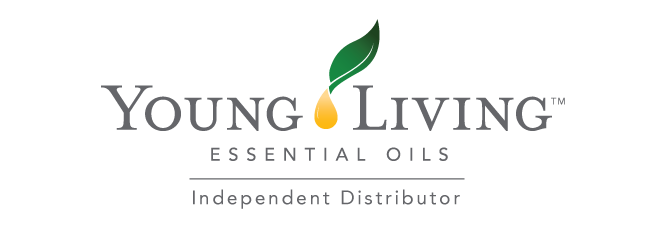 YOUNG LIVING™
ESSENTIAL OILS
Independent Distributor